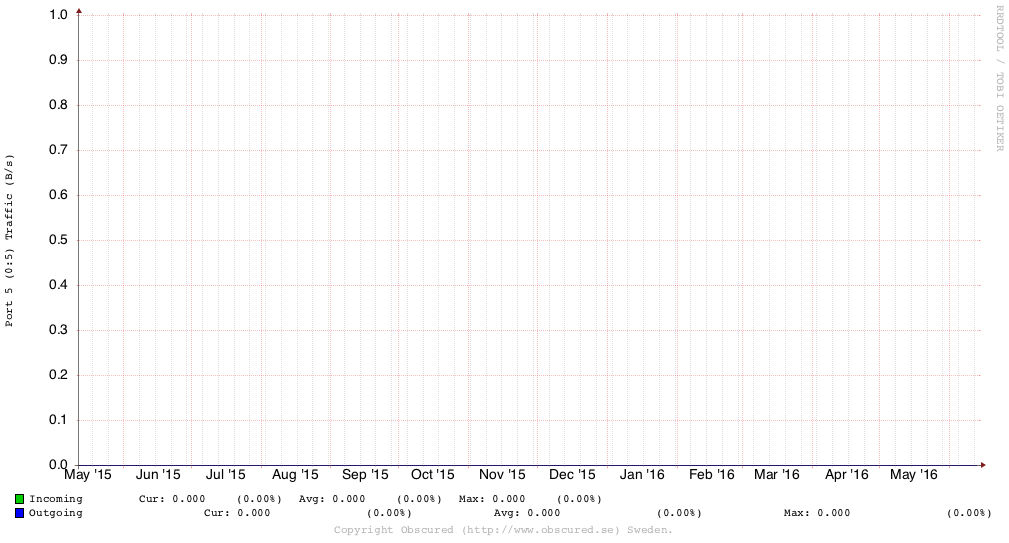 1.0
0.9
0.8
0.7
0.6
0.5
0.4
0.3
0.2
0.1
0.0
Port 5 (0:5) Traffic (B/s)
RRDTOOL / TOBI OETIKER
May '15 Jun '15 Jul '15 Aug '15 Sep '15 Oct '15 Nov '15 Dec '15 Jan '16 Feb '16 Mar '16 Apr '16 May '16
Incoming Cur: 0.000 (0.00%) Avg: 0.000 (0.00%) Max: 0.000 (0.00%)
Outgoing Cur: 0.000 (0.00%) Avg: 0.000 (0.00%) Max: 0.000 (0.00%)
Copyright Obscured (http://www.obscured.se) Sweden.